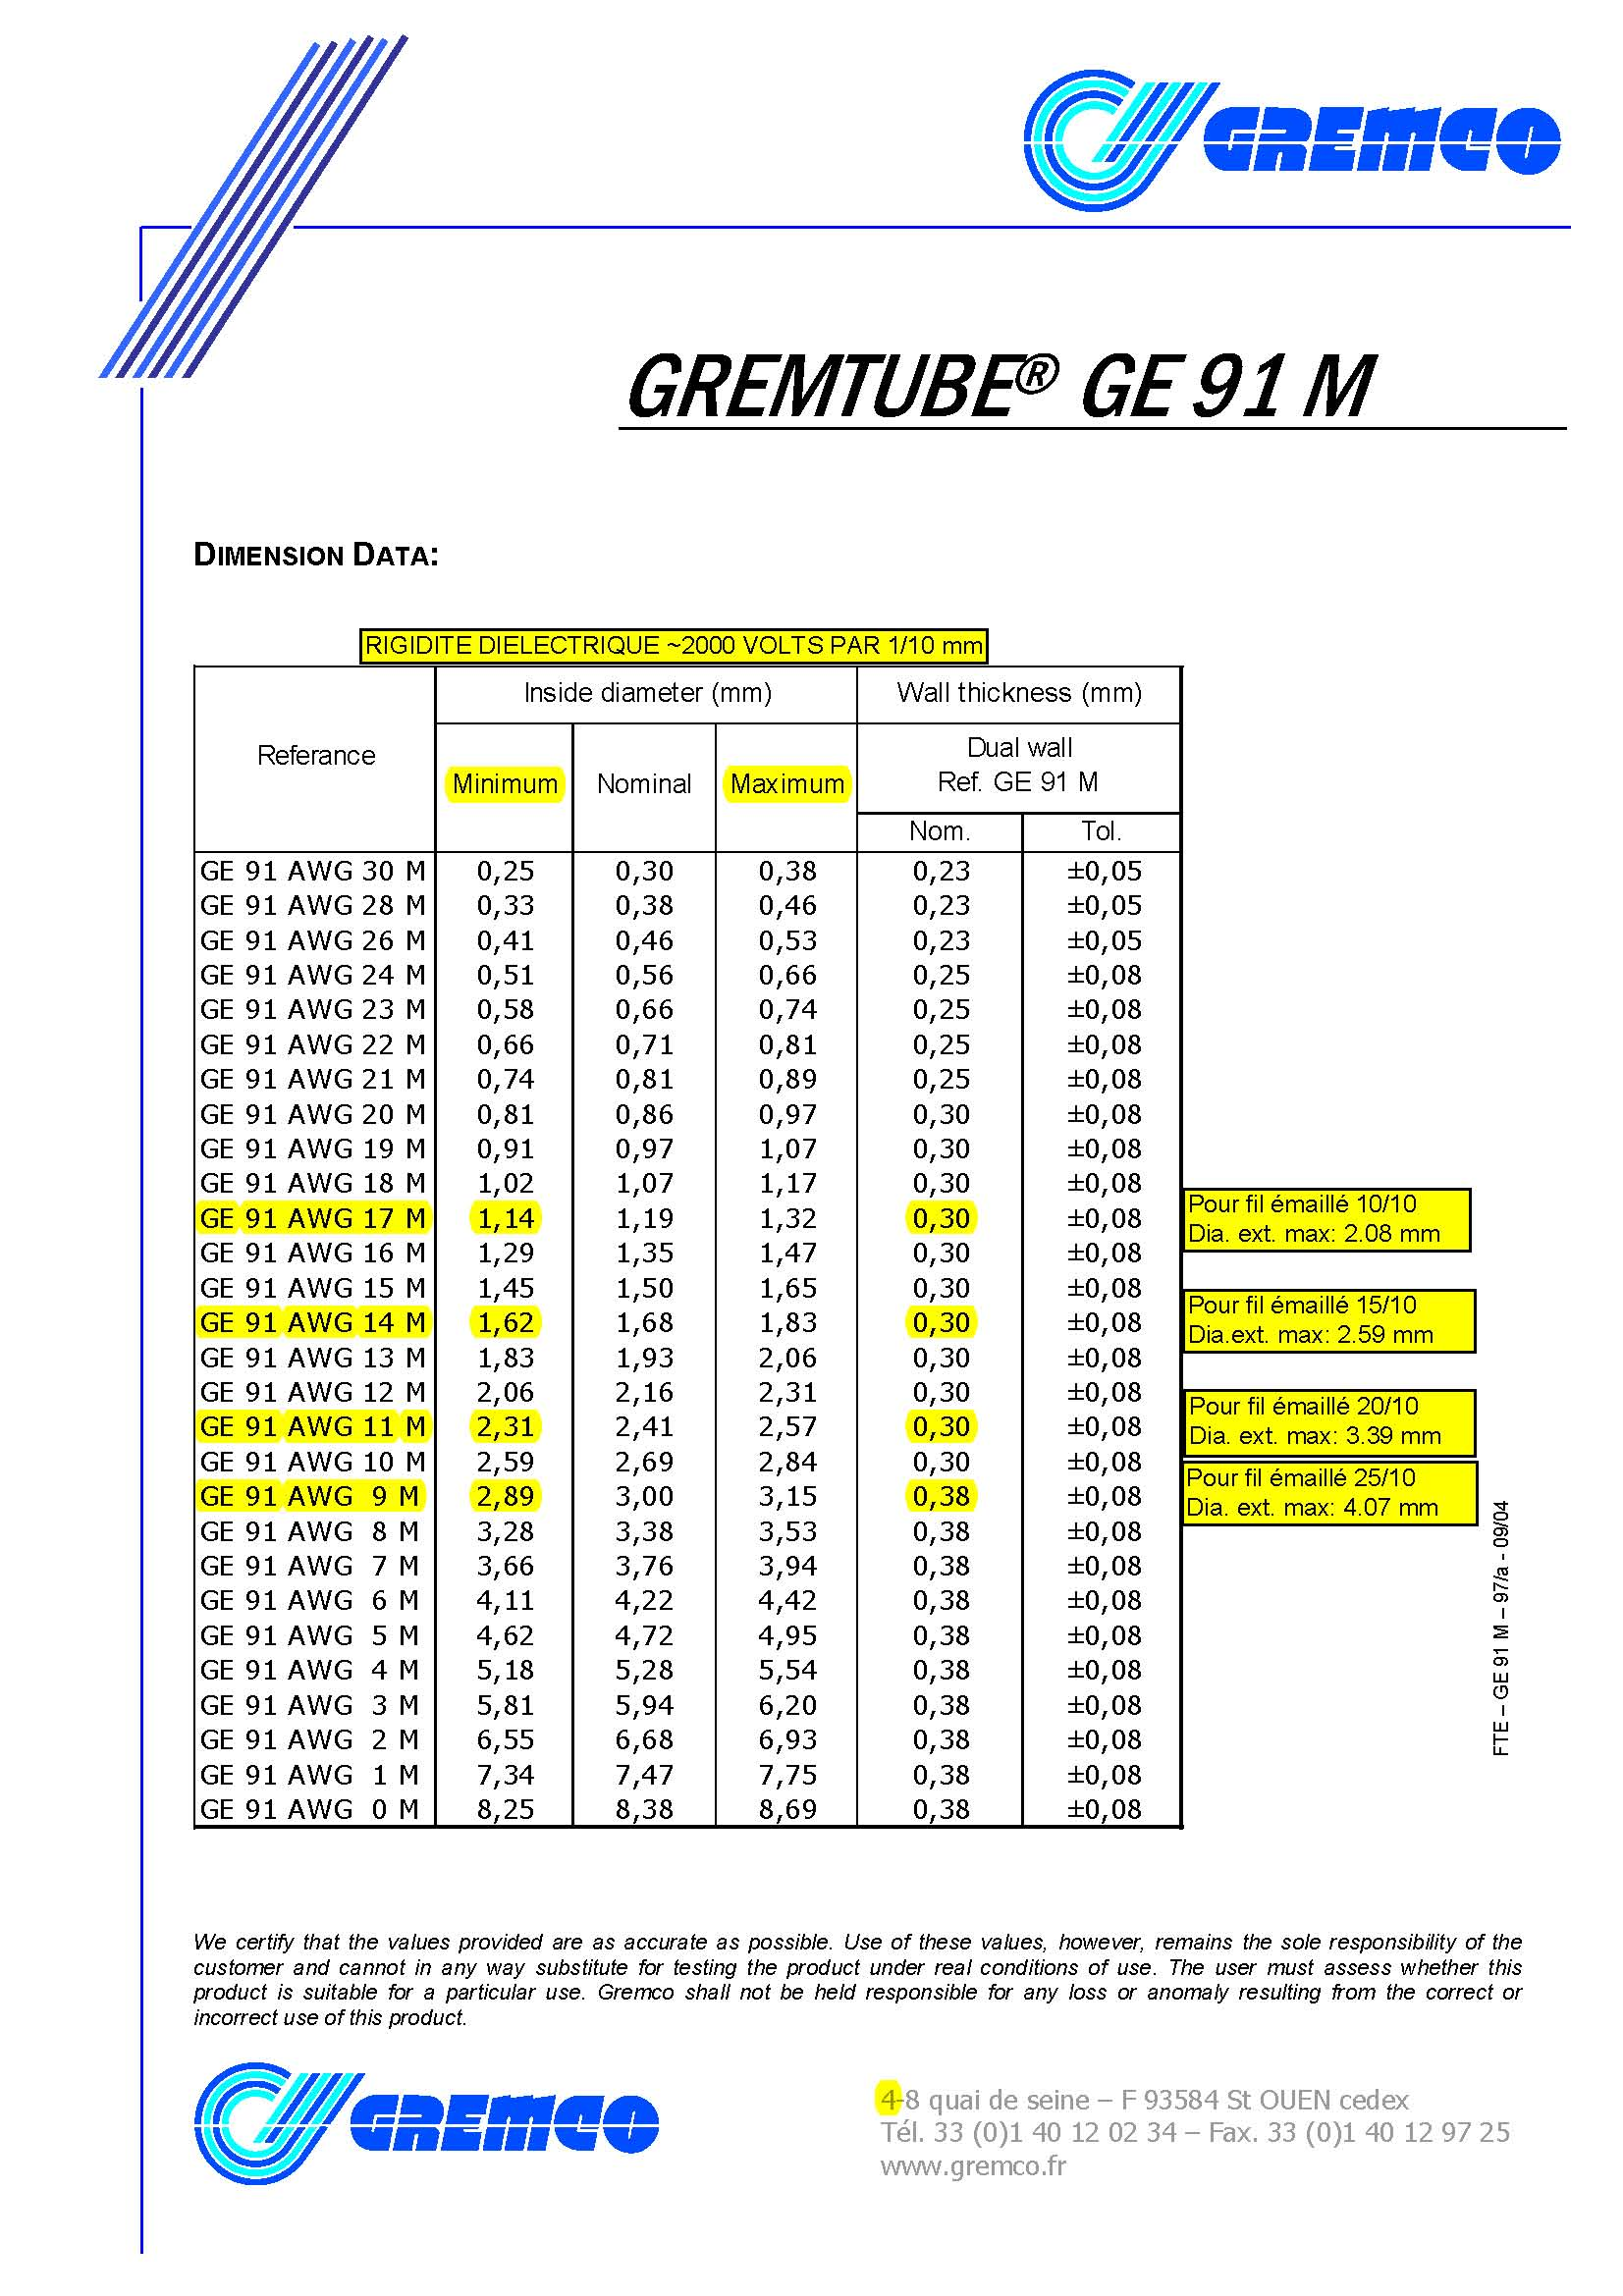 GREMCO
GREMTUBE® GE 91 M
DIMENSION DATA:
RIGIDITE DIELECTRIQUE ~2000 VOLTS PAR 1/10 mm
Referance Inside diameter (mm) Wall thickness (mm)
Minimum Nominal Maximum Dual wall
Ref. GE 91 M
Nom. Tol.
GE 91 AWG 30 M 0,25 0,30 0,38 0,23 ±0,05
GE 91 AWG 28 M 0,33 0,38 0,46 0,23 ±0,05
GE 91 AWG 26 M 0,41 0,46 0,53 0,23 ±0,05
GE 91 AWG 24 M 0,51 0,56 0,66 0,25 ±0,08
GE 91 AWG 23 M 0,58 0,66 0,74 0,25 ±0,08
GE 91 AWG 22 M 0,66 0,71 0,81 0,25 ±0,08
GE 91 AWG 21 M 0,74 0,81 0,89 0,25 ±0,08
GE 91 AWG 20 M 0,81 0,86 0,97 0,30 ±0,08
GE 91 AWG 19 M 0,91 0,97 1,07 0,30 ±0,08
GE 91 AWG 18 M 1,02 1,07 1,17 0,30 ±0,08
GE 91 AWG 17 M 1,14 1,19 1,32 0,30 ±0,08
Pour fil émaillé 10/10
Dia. ext. max: 2.08 mm
GE 91 AWG 16 M 1,29 1,35 1,47 0,30 ±0,08
GE 91 AWG 15 M 1,45 1,50 1,65 0,30 ±0,08
GE 91 AWG 14 M 1,62 1,68 1,83 0,30 ±0,08
Pour fil émaillé 15/10
Dia.ext. max: 2.59 mm
GE 91 AWG 13 M 1,83 1,93 2,06 0,30 ±0,08
GE 91 AWG 12 M 2,06 2,16 2,31 0,30 ±0,08
GE 91 AWG 11 M 2,31 2,41 2,57 0,30 ±0,08
Pour fil émaillé 20/10
Dia. ext. max: 3.39 mm
GE 91 AWG 10 M 2,59 2,69 2,84 0,30 ±0,08
GE 91 AWG 9 M 2,89 3,00 3,15 0,38 ±0,08
Pour fil émaillé 25/10
Dia. ext. max: 4.07 mm
GE 91 AWG 8 M 3,28 3,38 3,53 0,38 ±0,08
GE 91 AWG 7 M 3,66 3,76 3,94 0,38 ±0,08
GE 91 AWG 6 M 4,11 4,22 4,42 0,38 ±0,08
GE 91 AWG 5 M 4,62 4,72 4,95 0,38 ±0,08
GE 91 AWG 4 M 5,18 5,28 5,54 0,38 ±0,08
GE 91 AWG 3 M 5,81 5,94 6,20 0,38 ±0,08
GE 91 AWG 2 M 6,55 6,68 6,93 0,38 ±0,08
GE 91 AWG 1 M 7,34 7,47 7,75 0,38 ±0,08
GE 91 AWG 0 M 8,25 8,38 8,69 0,38 ±0,08
FTE – GE 91 M – 97/a - 09/04
We certify that the values provided are as accurate as possible. Use of these values, however, remains the sole responsibility of the
customer and cannot in any way substitute for testing the product under real conditions of use. The user must assess whether this
product is suitable for a particular use. Gremco shall not be held responsible for any loss or anomaly resulting from the correct or
incorrect use of this product.
GREMCO
4-8 quai de seine – F 93584 St OUEN cedex
Tél. 33 (0)1 40 12 02 34 – Fax. 33 (0)1 40 12 97 25
www.gremco.fr